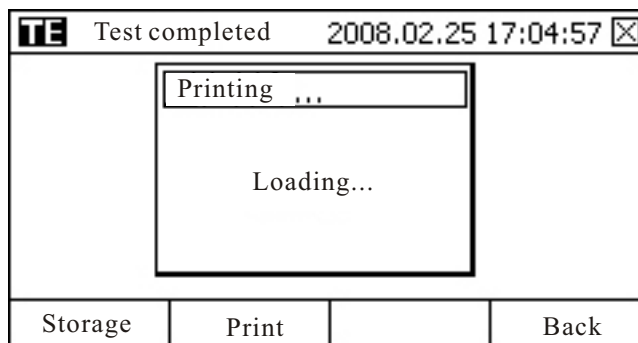 TE Test completed 2008.02.25 17:04:57
Printing ...
Loading...
Storage Print Back